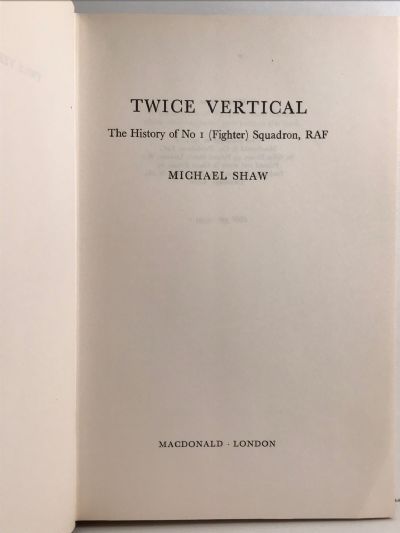 TWICE VERTICAL
The History of No 1 (Fighter) Squadron, RAF
MICHAEL SHAW
MACDONALD · LONDON